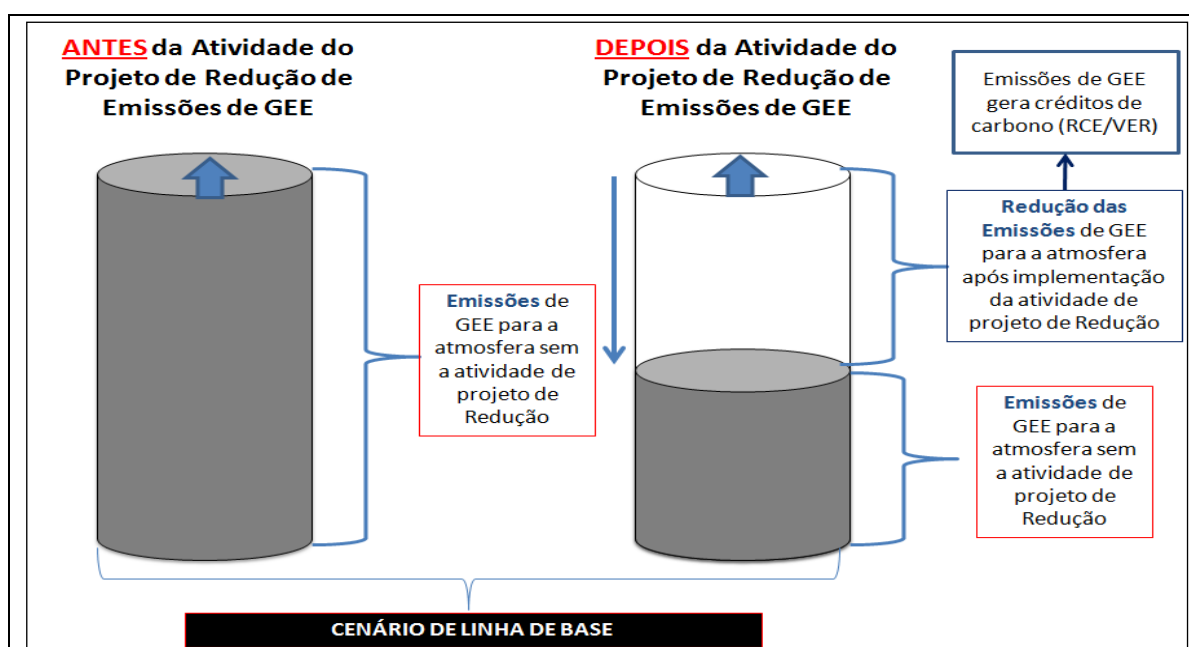 ANTES da Atividade do
Projeto de Redução de
Emissões de GEE
DEPOIS da Atividade do
Projeto de Redução de
Emissões de GEE
Emissões de GEE
gera créditos de
carbono (RCE/VER)
Redução das
Emissões de GEE
para a atmosfera
após implementação
da atividade de
projeto de Redução
Emissões de
GEE para a
atmosfera sem
a atividade de
projeto de
Redução
Emissões de
GEE para a
atmosfera sem
a atividade de
projeto de
Redução
CENÁRIO DE LINHA DE BASE